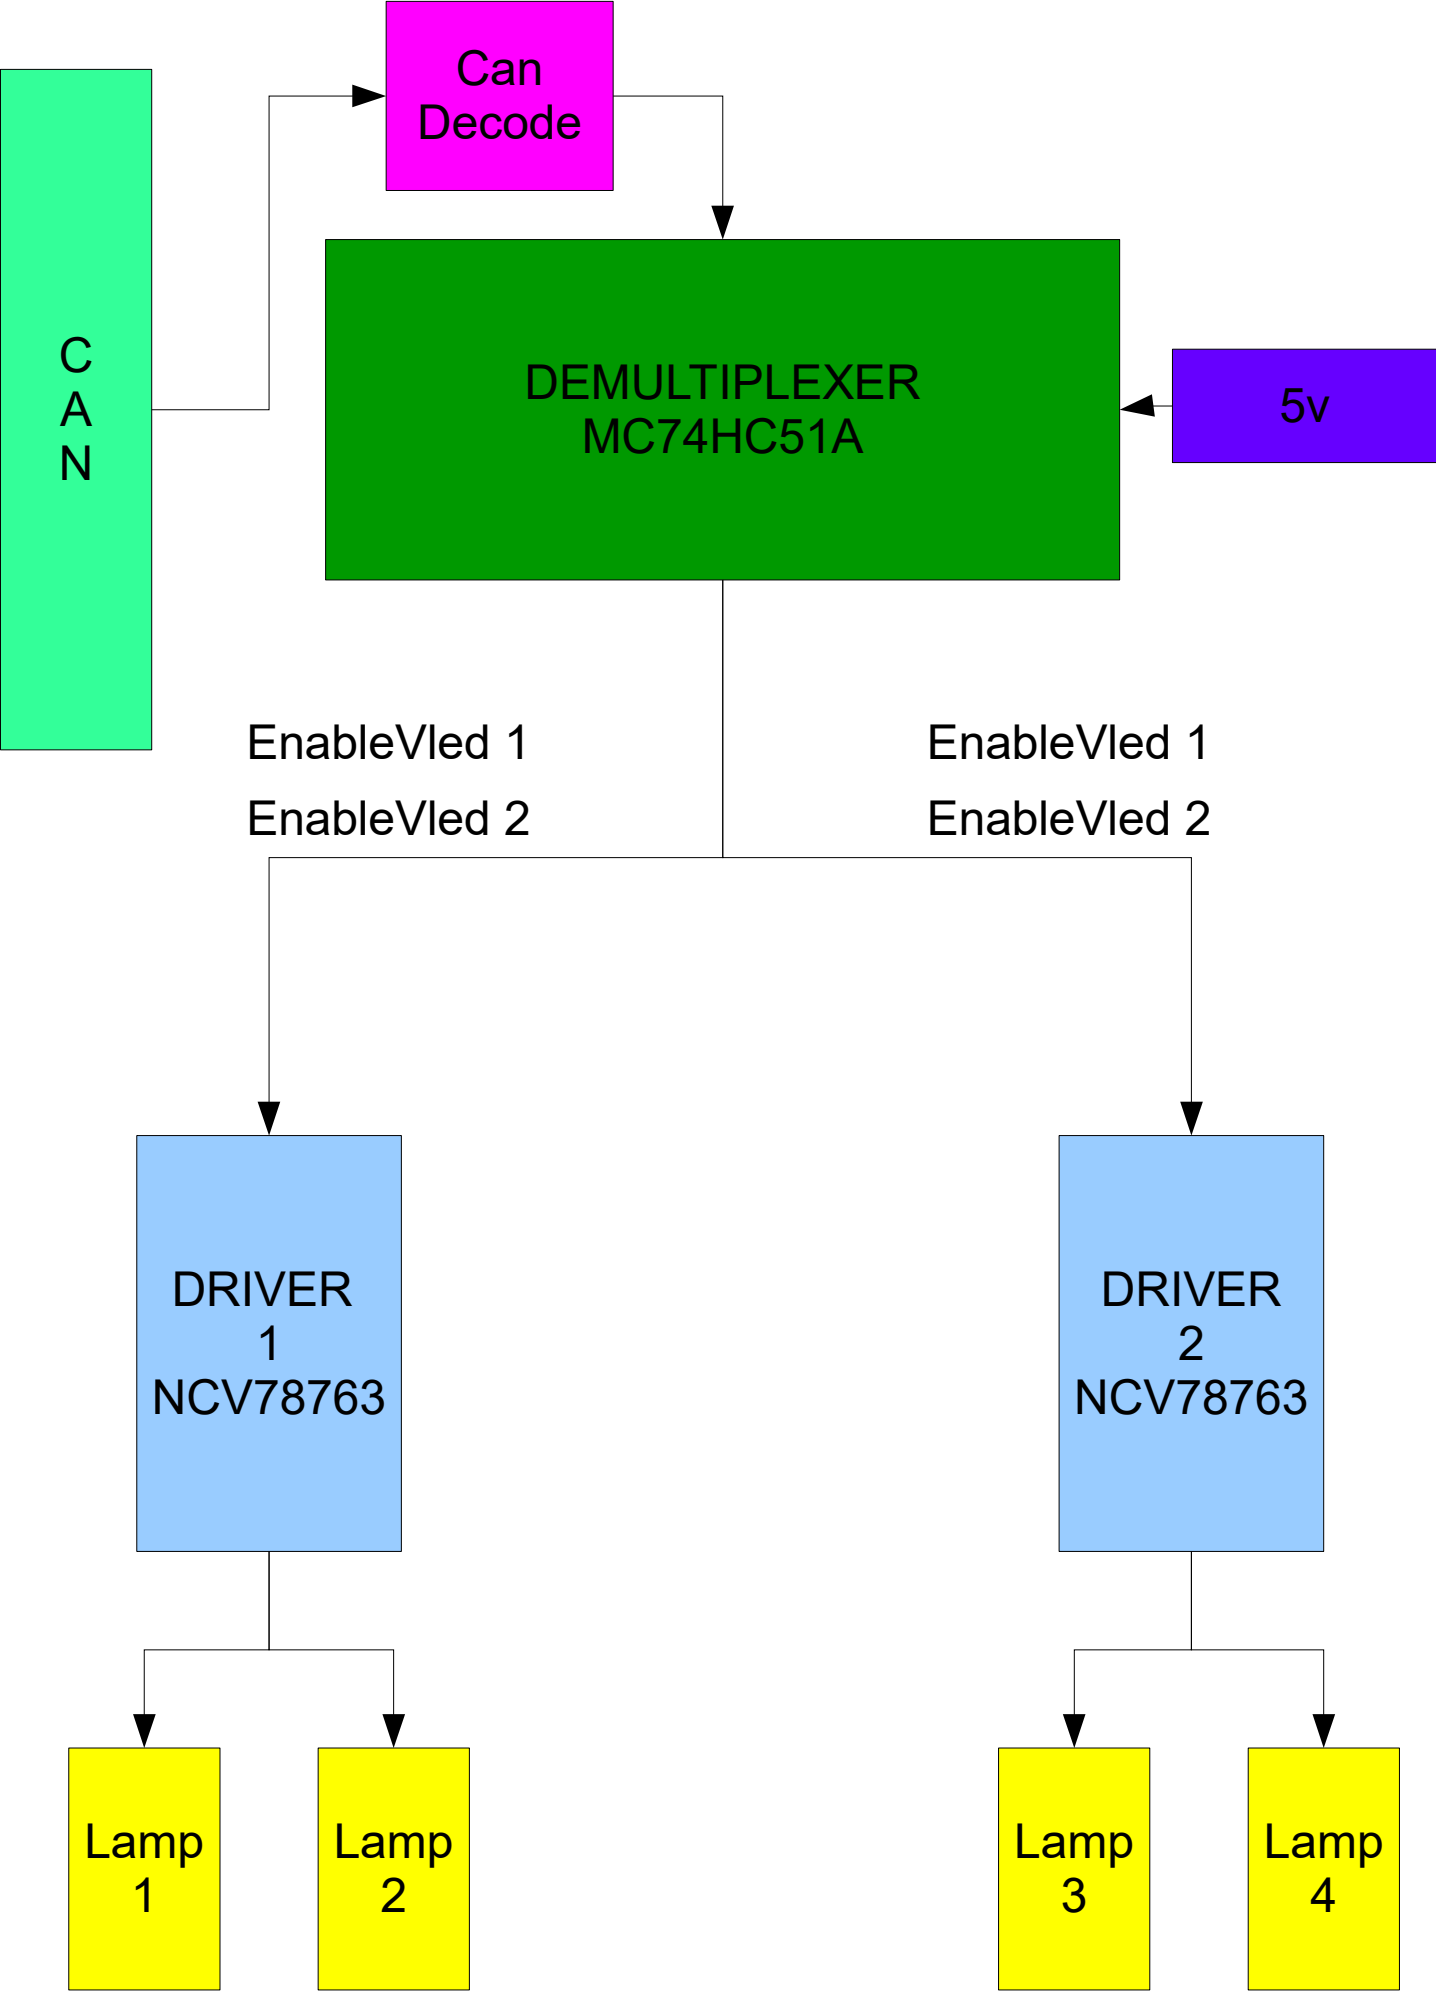 Can
Decode
C
A
N
DEMULTIPLEXER
MC74HC51A
5v
EnableVled 1
EnableVled 2
EnableVled 1
EnableVled 2
DRIVER
1
NCV78763
DRIVER
2
NCV78763
Lamp
1
Lamp
2
Lamp
3
Lamp
4